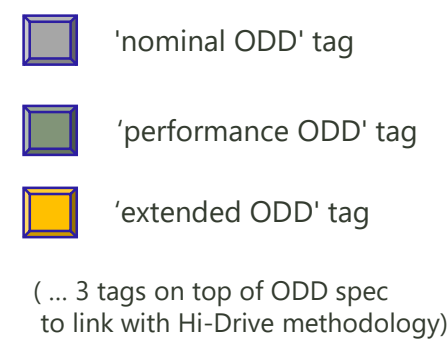 'nominal ODD' tag
‘performance ODD' tag
‘extended ODD' tag
( ... 3 tags on top of ODD spec
to link with Hi-Drive methodology)